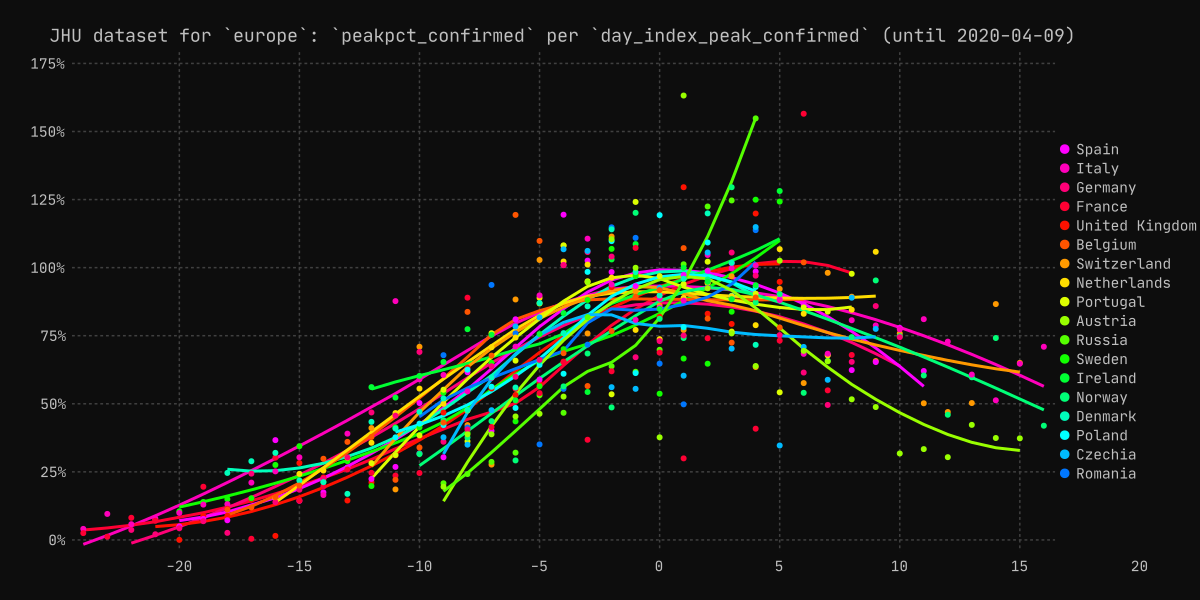 JHU dataset for `europe`: `peakpct_confirmed` per `day_index_peak_confirmed` (until 2020-04-09)
175%
150%
125%
100%
75%
50%
25%
0%
-20 -15 -10 -5 0 5 10 15 20
Spain
Italy
Germany
France
United Kingdom
Belgium
Switzerland
Netherlands
Portugal
Austria
Russia
Sweden
Ireland
Norway
Denmark
Poland
Czechia
Romania